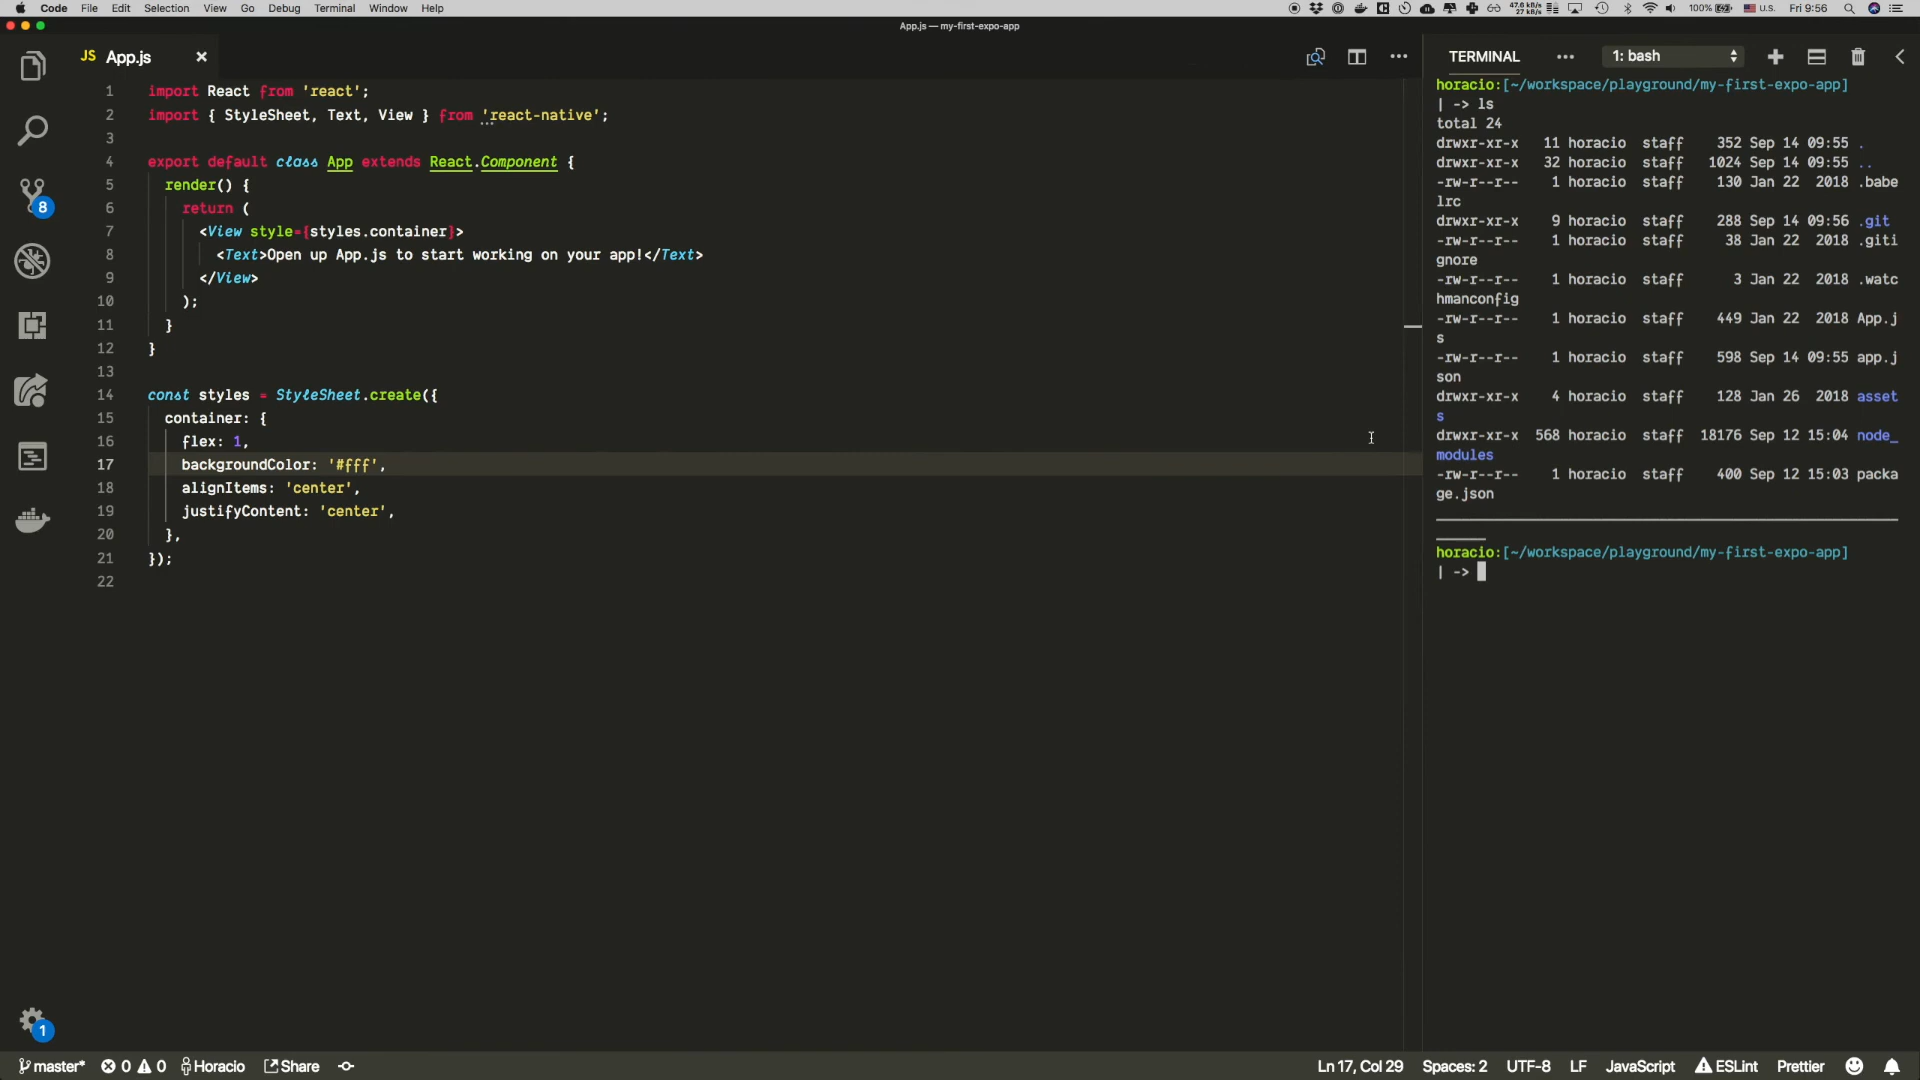 Code File Edit Selection View Go Debug Terminal Window Help 47.6 kB/s 27 kB/s 100% U.S. Fri 9:56
App.js — my-first-expo-app
JS App.js
1 import React from 'react';
2 import { StyleSheet, Text, View } from 'react-native';
3
4 export default class App extends React.Component {
5 render() {
6 return (
7 <View style={styles.container}>
8 <Text>Open up App.js to start working on your app!</Text>
9 </View>
10 );
11 }
12 }
13
14 const styles = StyleSheet.create({
15 container: {
16 flex: 1,
17 backgroundColor: '#fff',
18 alignItems: 'center',
19 justifyContent: 'center',
20 },
21 });
22
TERMINAL 1: bash
horacio:[~/workspace/playground/my-first-expo-app]
| -> ls
total 24
drwxr-xr-x 11 horacio staff 352 Sep 14 09:55 .
drwxr-xr-x 32 horacio staff 1024 Sep 14 09:55 ..
-rw-r--r-- 1 horacio staff 130 Jan 22 2018 .babe
lrc
drwxr-xr-x 9 horacio staff 288 Sep 14 09:56 .git
-rw-r--r-- 1 horacio staff 38 Jan 22 2018 .giti
gnore
-rw-r--r-- 1 horacio staff 3 Jan 22 2018 .watc
hmanconfig
-rw-r--r-- 1 horacio staff 449 Jan 22 2018 App.j
s
-rw-r--r-- 1 horacio staff 598 Sep 14 09:55 app.j
son
drwxr-xr-x 4 horacio staff 128 Jan 26 2018 asset
s
drwxr-xr-x 568 horacio staff 18176 Sep 12 15:04 node_
modules
-rw-r--r-- 1 horacio staff 400 Sep 12 15:03 packa
ge.json
horacio:[~/workspace/playground/my-first-expo-app]
| ->
8
1
master* 0 0 Horacio Share Ln 17, Col 29 Spaces: 2 UTF-8 LF JavaScript ESLint Prettier